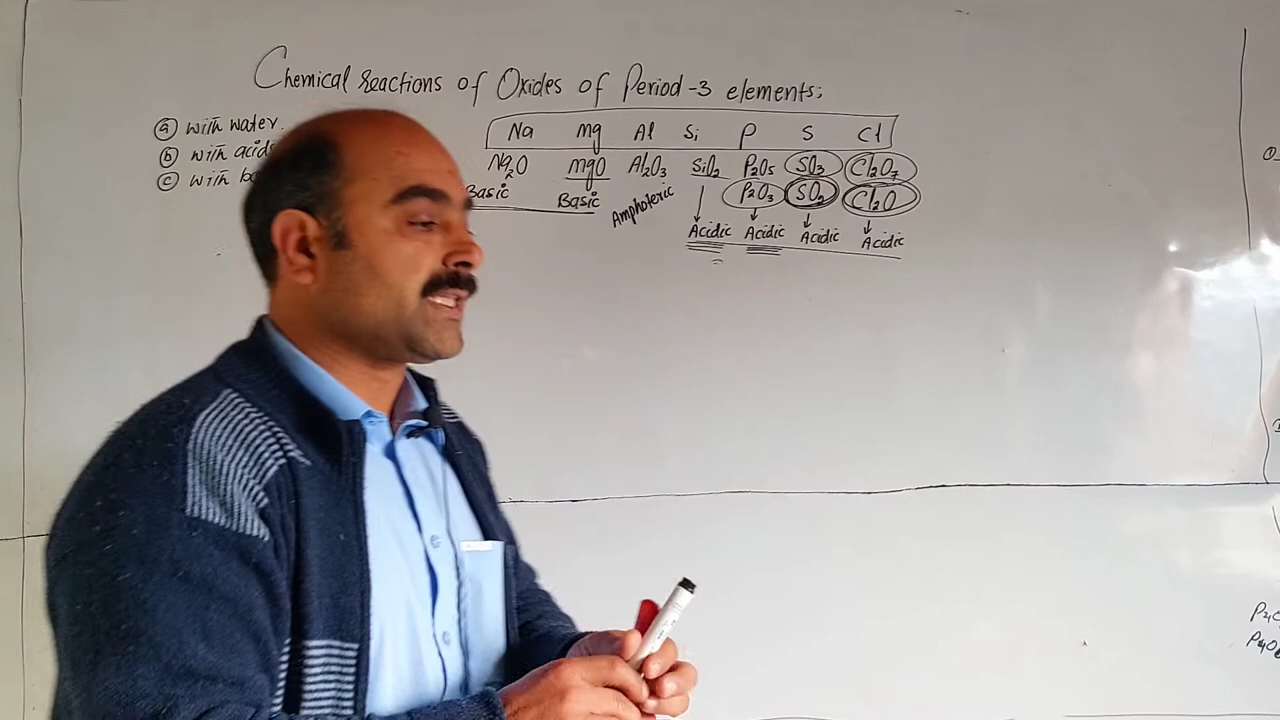 Chemical reactions of Oxides of Period-3 elements:
(a) with water.
(b) with acids
(c) with
Na Mg Al Si P S Cl
Na₂O MgO Al₂O₃ SiO₂ P₂O₅ SO₃ Cl₂O₇
P₂O₃ SO₂ Cl₂O
Basic Basic Amphoteric Acidic Acidic Acidic Acidic